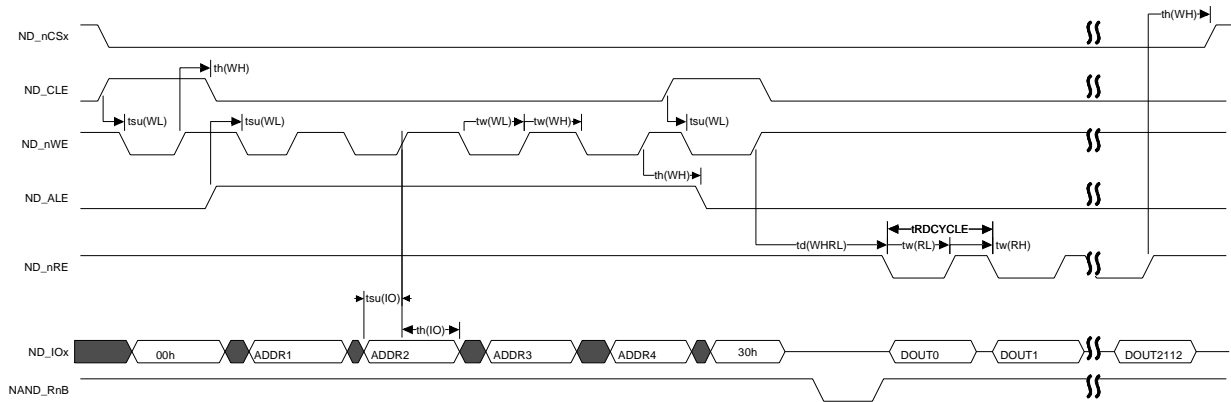 th(WH)
ND_nCSx
ND_CLE
th(WH)
tsu(WL) tsu(WL) tw(WL) tw(WH) tsu(WL)
ND_nWE
th(WH)
ND_ALE
tRDCYCLE
td(WHRL) tw(RL) tw(RH)
ND_nRE
tsu(IO)
th(IO)
ND_IOx 00h ADDR1 ADDR2 ADDR3 ADDR4 30h DOUT0 DOUT1 DOUT2112
NAND_RnB